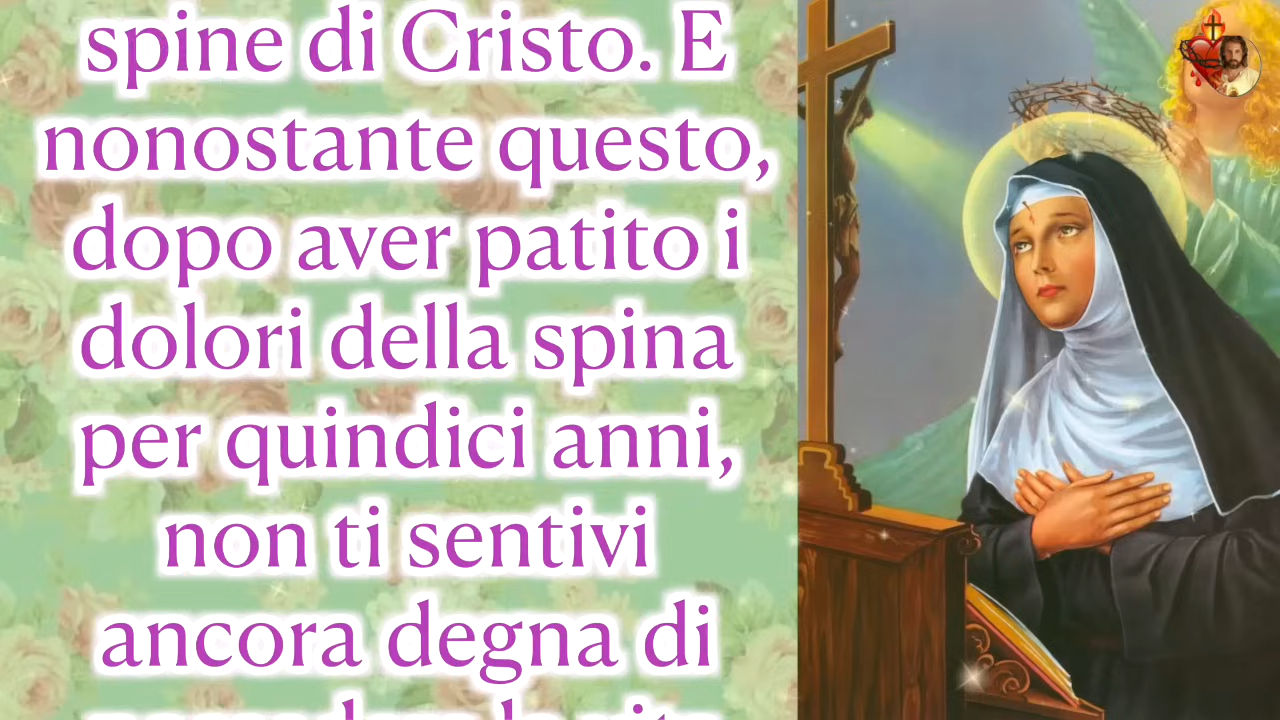 spine di Cristo. E
nonostante questo,
dopo aver patito i
dolori della spina
per quindici anni,
non ti sentivi
ancora degna di